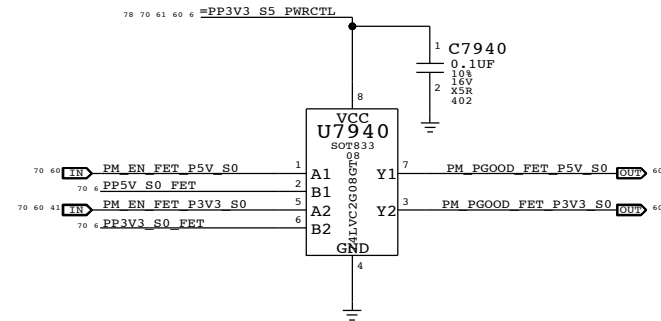 78 70 61 60 6 =PP3V3_S5_PWRCTL
1 C7940
0.1UF
10%
16V
2 X5R
402
8
VCC
U7940
SOT833
08
74LVC2G08GT
70 60 IN PM_EN_FET_P5V_S0 1 A1 Y1 7 PM_PGOOD_FET_P5V_S0 OUT 60
70 6 PP5V_S0_FET 2 B1
70 60 41 IN PM_EN_FET_P3V3_S0 5 A2 Y2 3 PM_PGOOD_FET_P3V3_S0 OUT 60
70 6 PP3V3_S0_FET 6 B2
GND
4